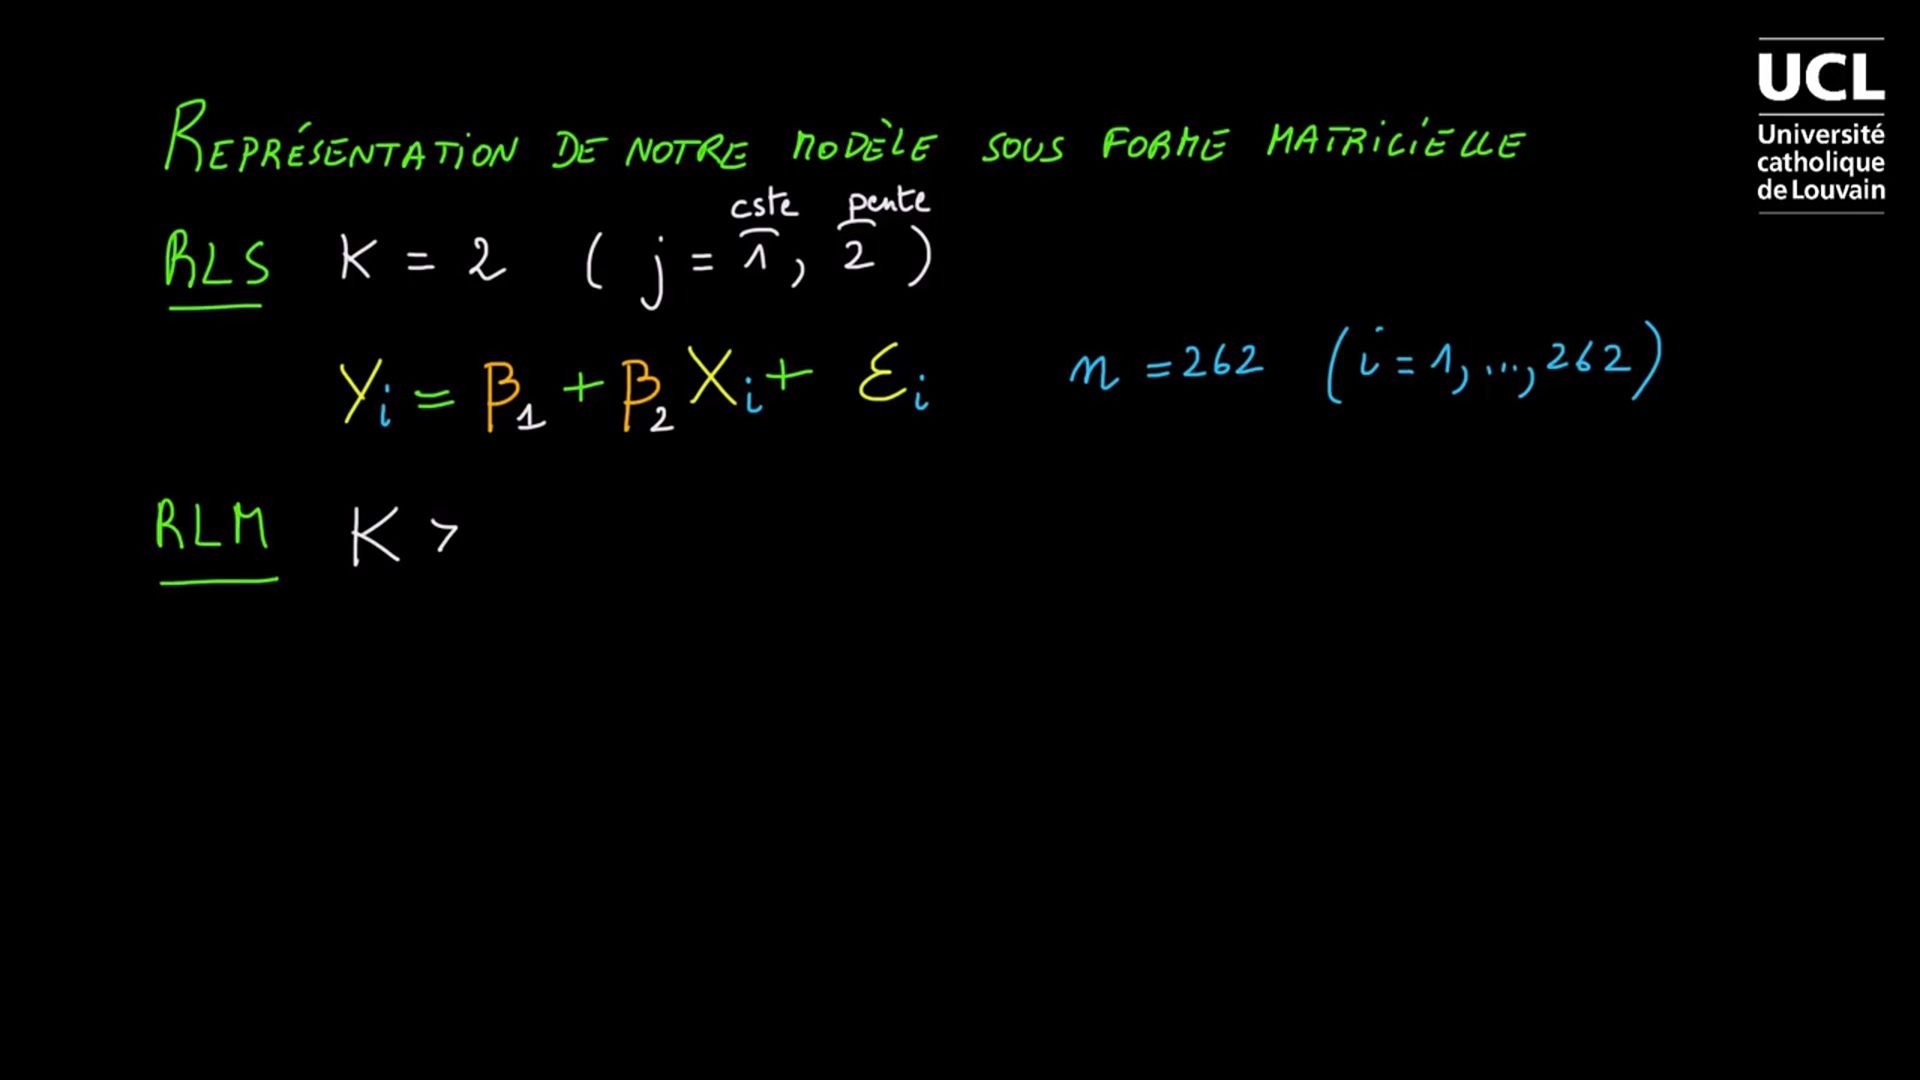 UCL
Université
catholique
de Louvain
REPRÉSENTATION DE NOTRE MODÈLE SOUS FORME MATRICIELLE
cste pente
RLS K = 2 ( j = 1, 2 )
Yi = β1 + β2 Xi + Ɛi n = 262 (i = 1, ..., 262)
RLM K >